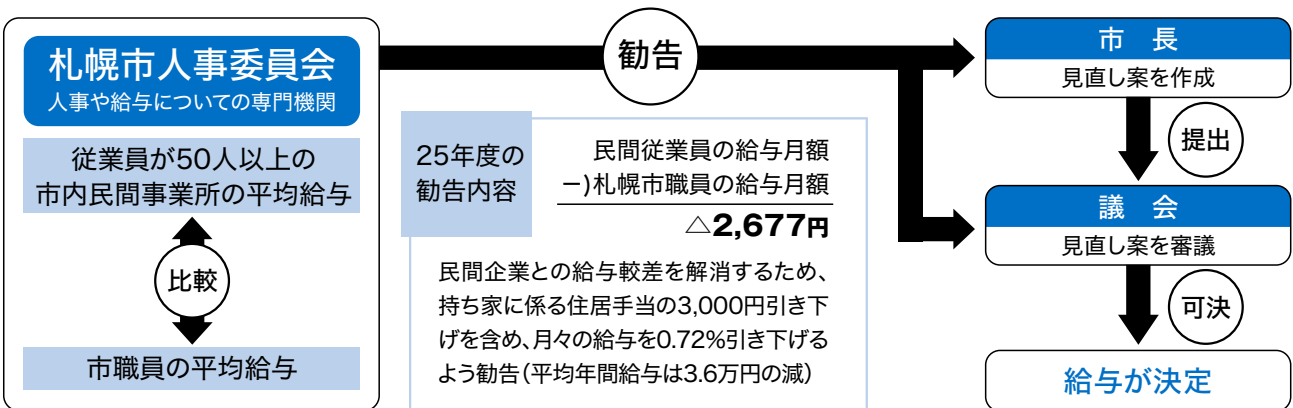 札幌市人事委員会
人事や給与についての専門機関
従業員が50人以上の
市内民間事業所の平均給与
比較
市職員の平均給与
勧告
25年度の
勧告内容
民間従業員の給与月額
−)札幌市職員の給与月額
△2,677円
民間企業との給与較差を解消するため、
持ち家に係る住居手当の3,000円引き下
げを含め、月々の給与を0.72%引き下げる
よう勧告(平均年間給与は3.6万円の減)
市 長
見直し案を作成
提出
議 会
見直し案を審議
可決
給与が決定